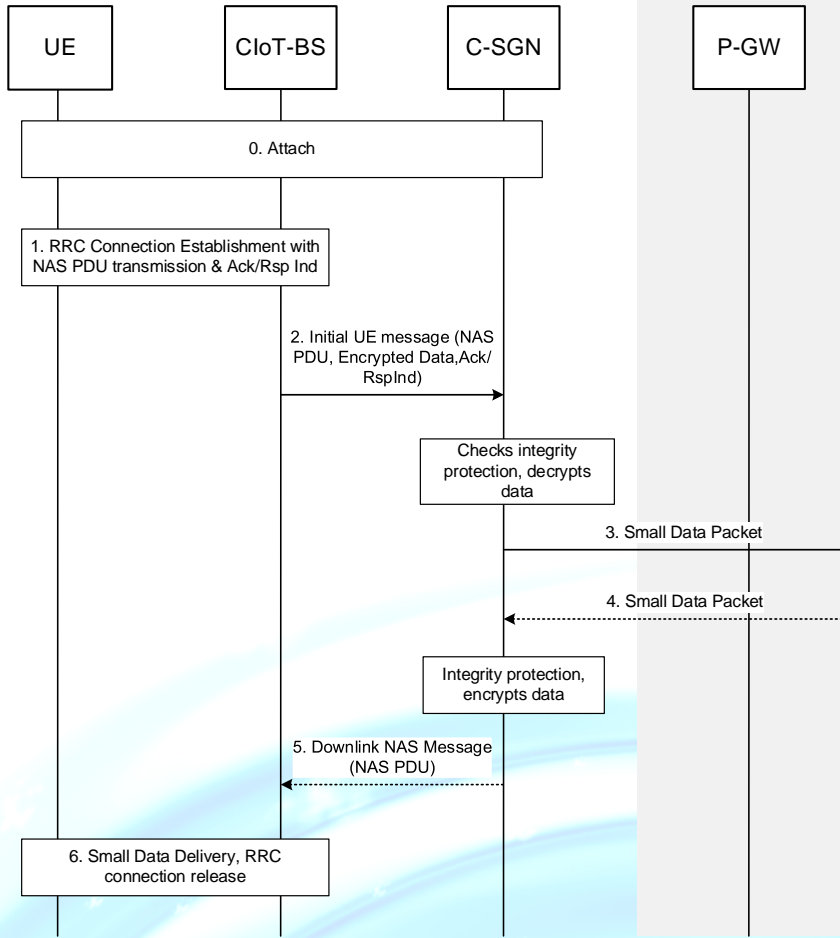 UE
CIoT-BS
C-SGN
P-GW
0. Attach
1. RRC Connection Establishment with
NAS PDU transmission & Ack/Rsp Ind
2. Initial UE message (NAS
PDU, Encrypted Data,Ack/
RspInd)
Checks integrity
protection, decrypts
data
3. Small Data Packet
4. Small Data Packet
Integrity protection,
encrypts data
5. Downlink NAS Message
(NAS PDU)
6. Small Data Delivery, RRC
connection release